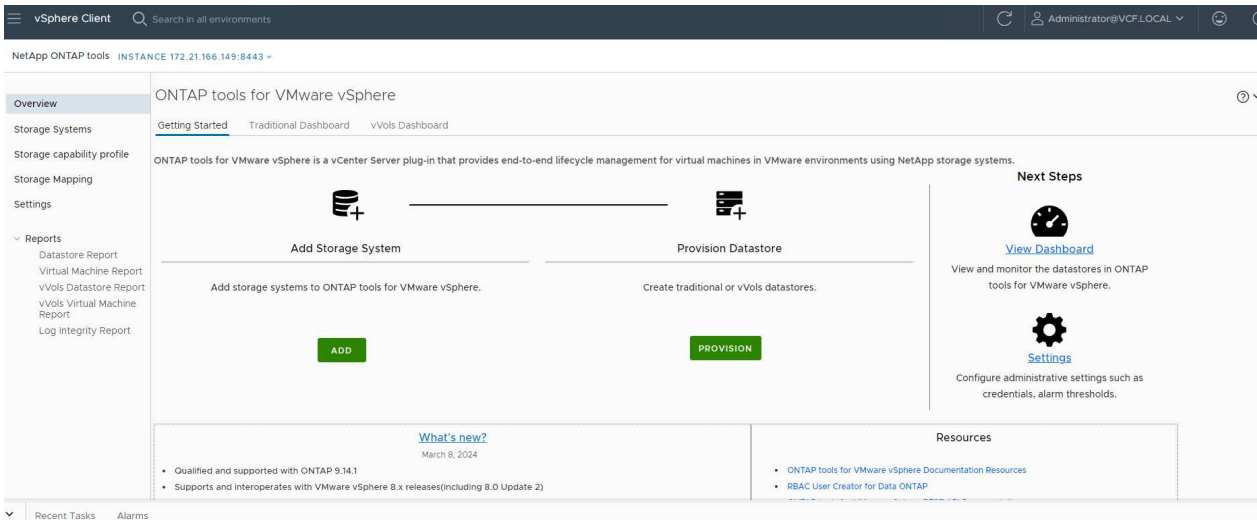 vSphere Client
Search in all environments
Administrator@VCF.LOCAL
NetApp ONTAP tools INSTANCE 172.21.166.149:8443
Overview
Storage Systems
Storage capability profile
Storage Mapping
Settings
Reports
Datastore Report
Virtual Machine Report
vVols Datastore Report
vVols Virtual Machine
Report
Log Integrity Report
ONTAP tools for VMware vSphere
Getting Started Traditional Dashboard vVols Dashboard
ONTAP tools for VMware vSphere is a vCenter Server plug-in that provides end-to-end lifecycle management for virtual machines in VMware environments using NetApp storage systems.
Add Storage System
Add storage systems to ONTAP tools for VMware vSphere.
ADD
Provision Datastore
Create traditional or vVols datastores.
PROVISION
Next Steps
View Dashboard
View and monitor the datastores in ONTAP
tools for VMware vSphere.
Settings
Configure administrative settings such as
credentials, alarm thresholds.
What's new?
March 8, 2024
• Qualified and supported with ONTAP 9.14.1
• Supports and interoperates with VMware vSphere 8.x releases(including 8.0 Update 2)
Resources
• ONTAP tools for VMware vSphere Documentation Resources
• RBAC User Creator for Data ONTAP
Recent Tasks Alarms